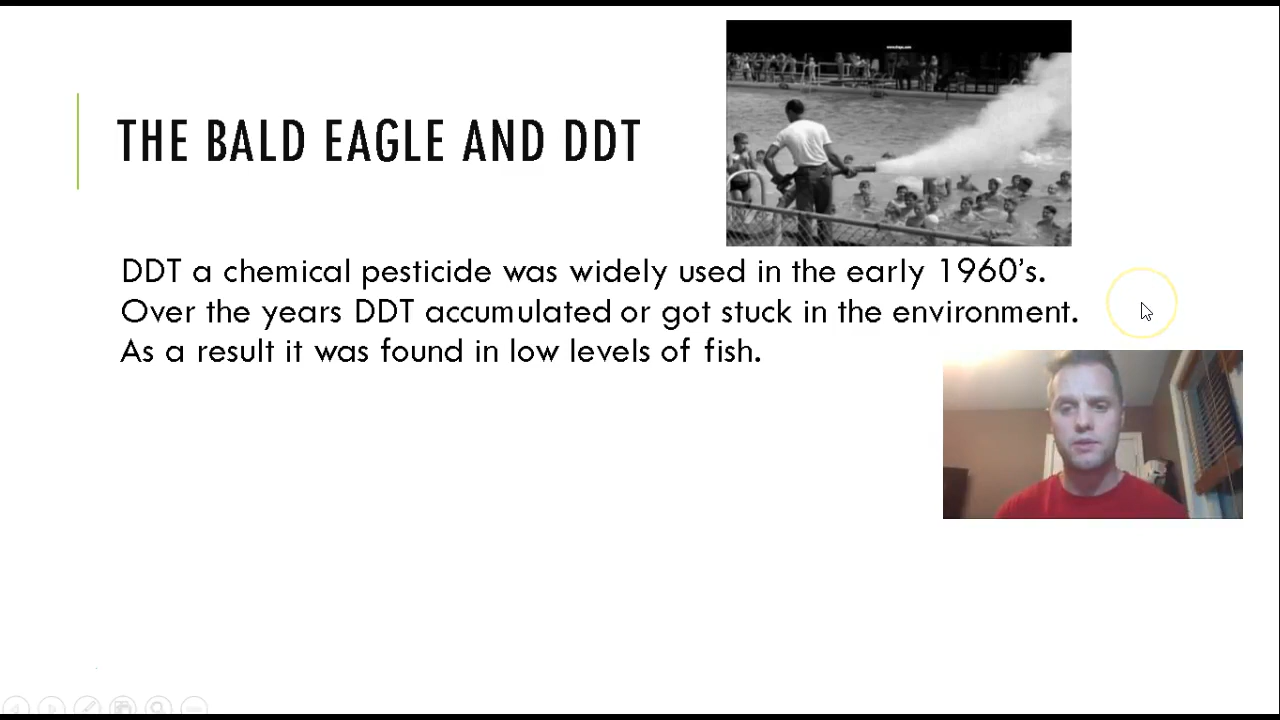 THE BALD EAGLE AND DDT
DDT a chemical pesticide was widely used in the early 1960's.
Over the years DDT accumulated or got stuck in the environment.
As a result it was found in low levels of fish.